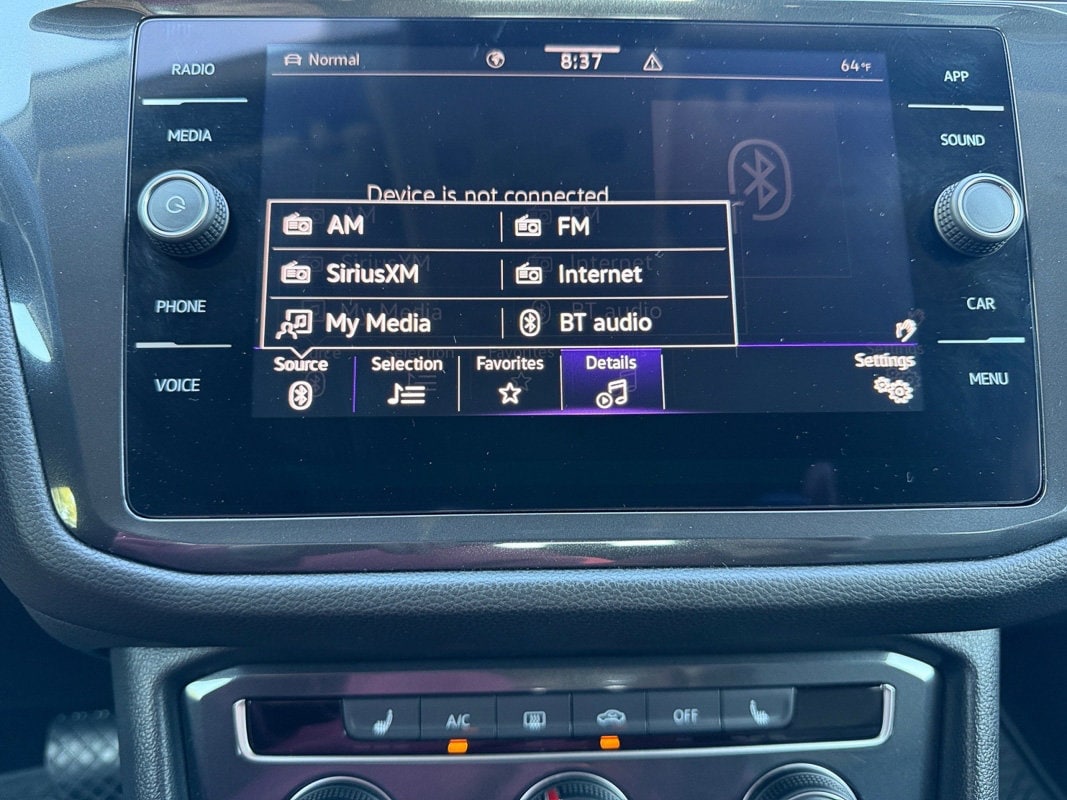 RADIO
MEDIA
PHONE
VOICE
Normal
8:37
64°F
Device is not connected
AM
FM
SiriusXM
Internet
My Media
BT audio
Source
Selection
Favorites
Details
Settings
APP
SOUND
CAR
MENU
A/C
OFF